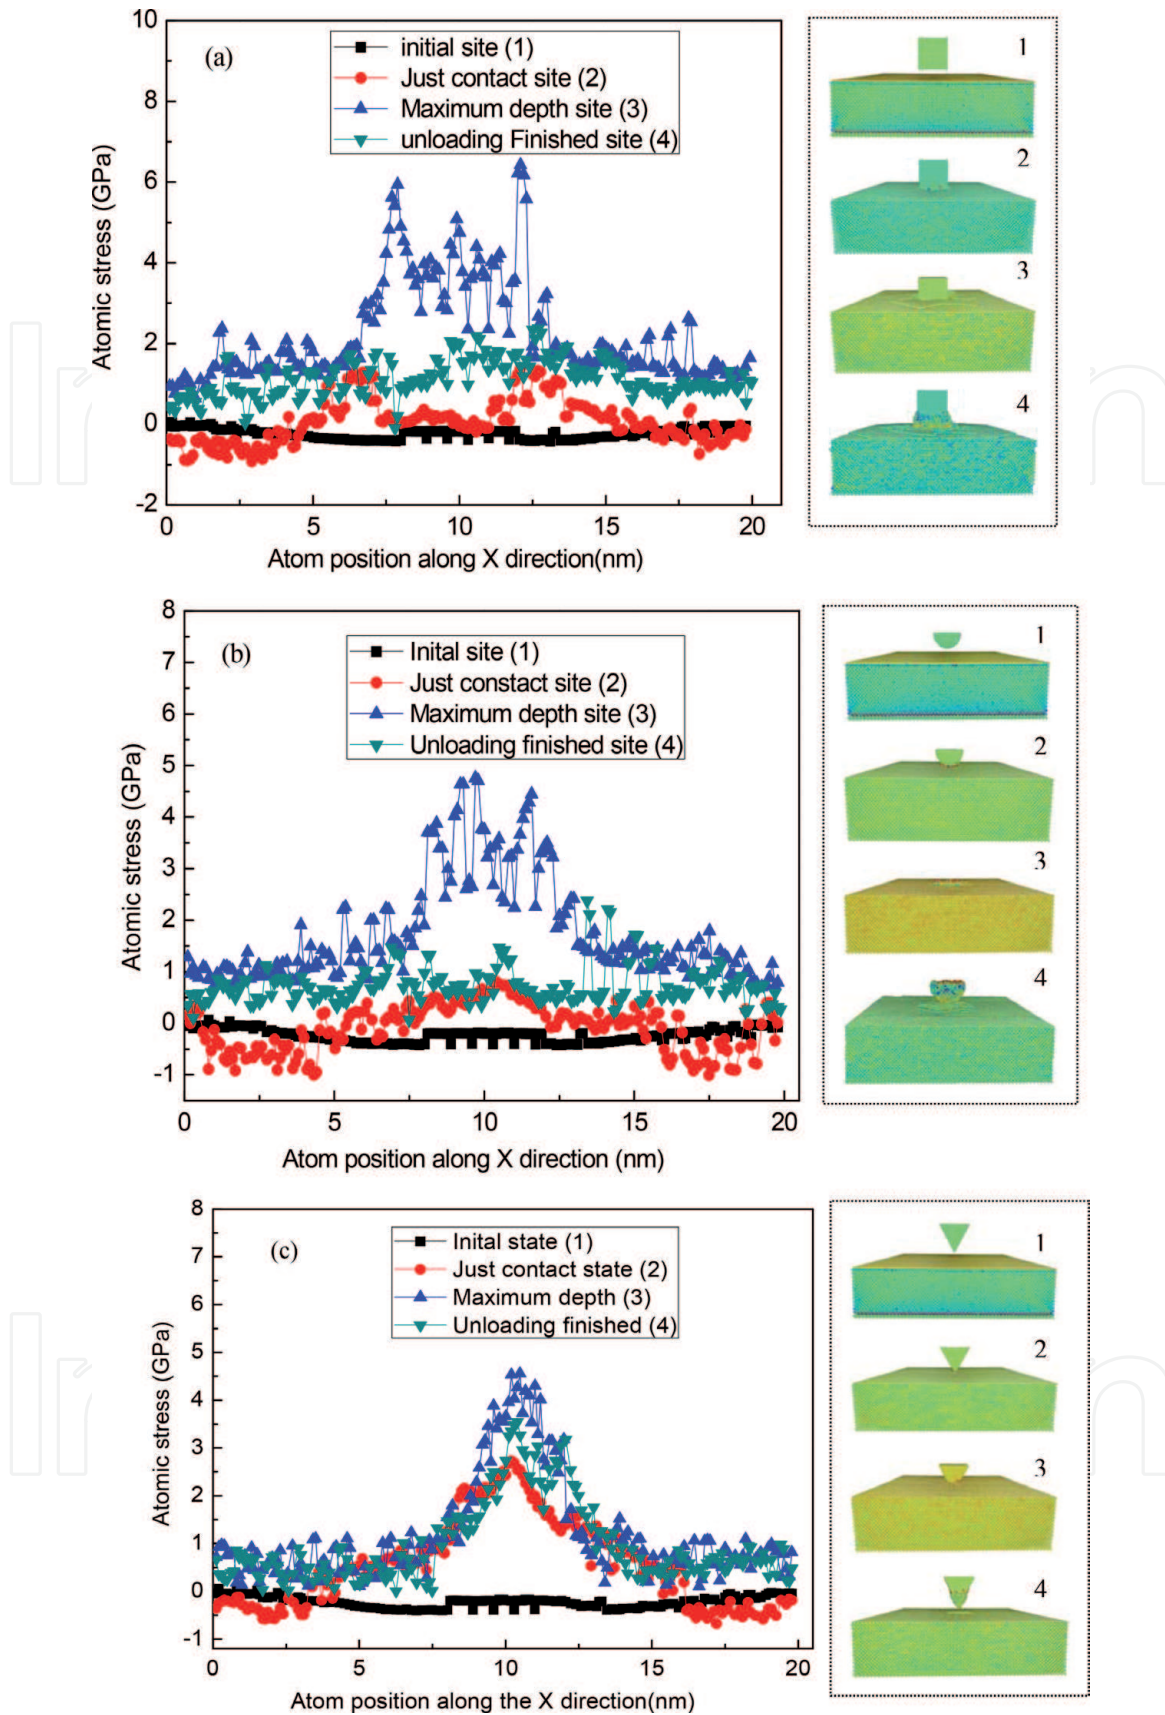 (a)
initial site (1)
Just contact site (2)
Maximum depth site (3)
unloading Finished site (4)
10
8
6
4
2
0
-2
Atomic stress (GPa)
0 5 10 15 20
Atom position along X direction(nm)
1
2
3
4
(b)
Inital site (1)
Just constact site (2)
Maximum depth site (3)
Unloading finished site (4)
8
7
6
5
4
3
2
1
0
-1
Atomic stress (GPa)
0 5 10 15 20
Atom position along X direction (nm)
1
2
3
4
(c)
Inital state (1)
Just contact state (2)
Maximum depth (3)
Unloading finished (4)
8
7
6
5
4
3
2
1
0
-1
Atomic stress (GPa)
0 5 10 15 20
Atom position along the X direction(nm)
1
2
3
4